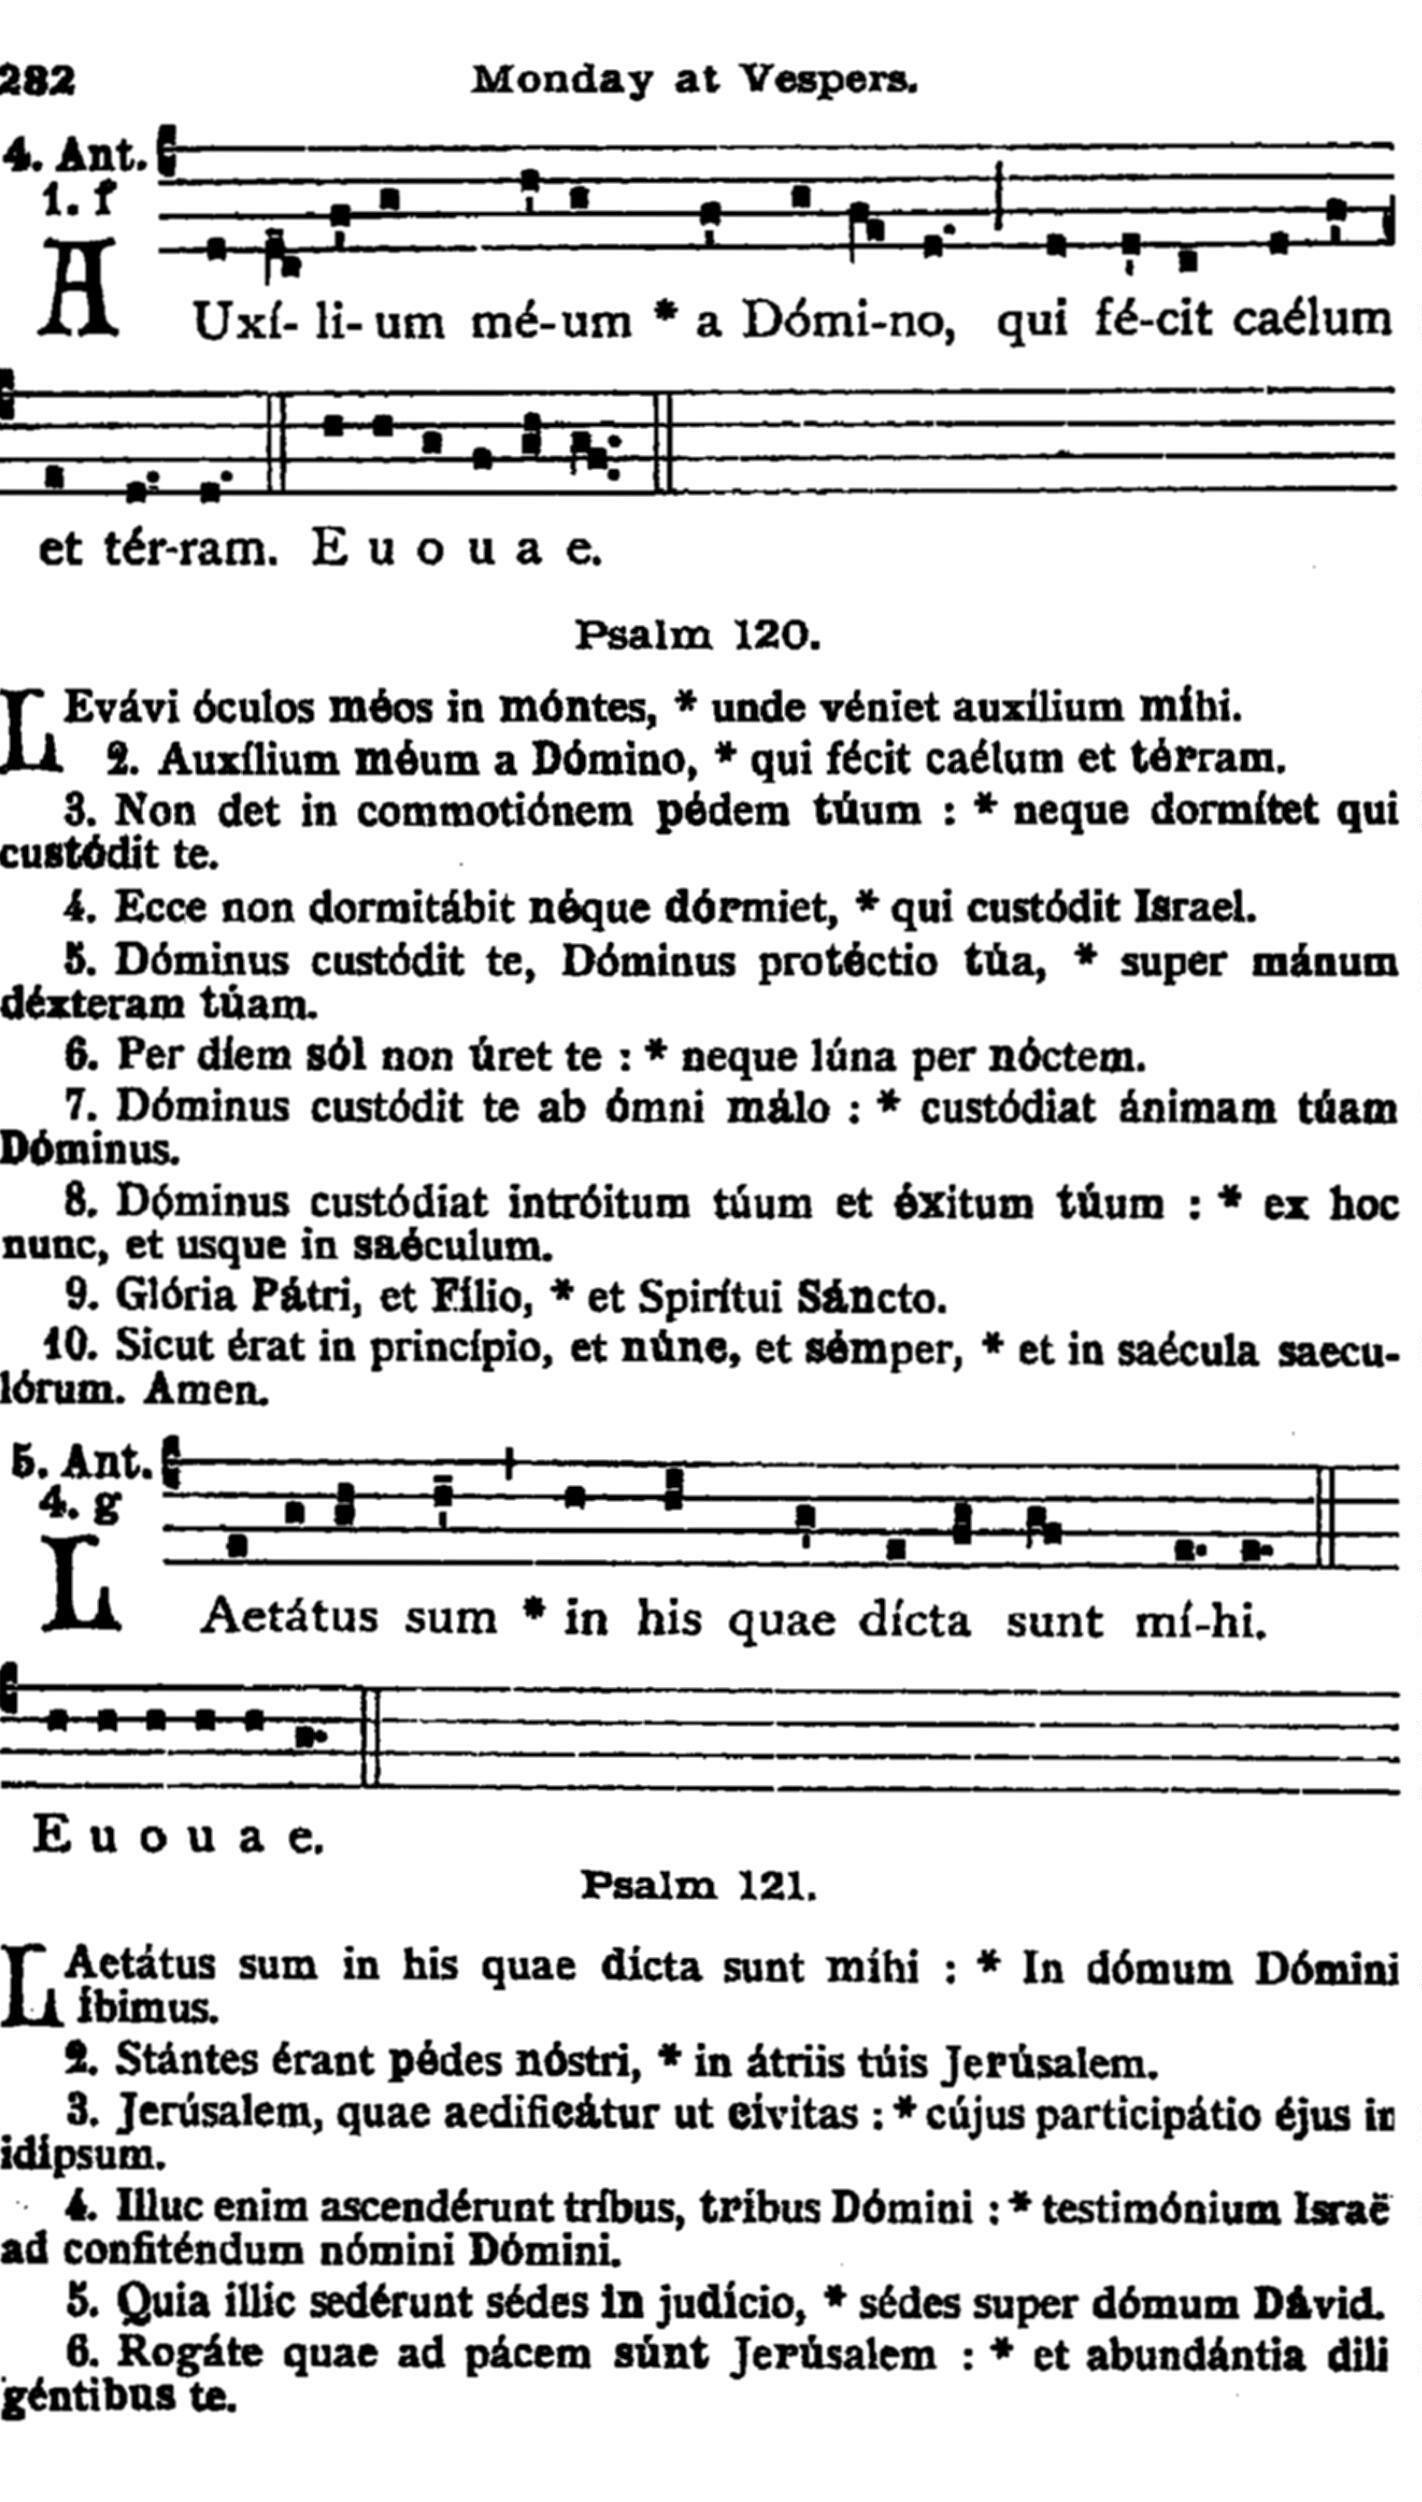 282 Monday at Vespers.
4. Ant.
1. f
A Uxí- li- um mé-um * a Dómi-no, qui fé-cit caélum
et tér-ram. E u o u a e.
Psalm 120.
L Evávi óculos méos in móntes, * unde véniet auxílium míhi.
2. Auxílium méum a Dómino, * qui fécit caélum et térram.
3. Non det in commotiónem pédem túum : * neque dormítet qui
custódit te.
4. Ecce non dormitábit néque dórmiet, * qui custódit Israel.
5. Dóminus custódit te, Dóminus protéctio túa, * super mánum
déxteram túam.
6. Per díem sól non úret te : * neque lúna per nóctem.
7. Dóminus custódit te ab ómni málo : * custódiat ánimam túam
Dóminus.
8. Dóminus custódiat intróitum túum et éxitum túum : * ex hoc
nunc, et usque in saéculum.
9. Glória Pátri, et Fílio, * et Spirítui Sáncto.
10. Sicut érat in princípio, et núnc, et sémper, * et in saécula saecu-
lórum. Amen.
5. Ant.
4. g
L Aetátus sum * in his quae dícta sunt mí-hi.
E u o u a e.
Psalm 121.
L Aetátus sum in his quae dícta sunt míhi : * In dómum Dómini
íbimus.
2. Stántes érant pédes nóstri, * in átriis túis Jerúsalem.
3. Jerúsalem, quae aedificátur ut cívitas : * cújus participátio éjus in
idípsum.
4. Illuc enim ascendérunt tríbus, tríbus Dómini : * testimónium Israë
ad confiténdum nómini Dómini.
5. Quia illic sedérunt sédes in judício, * sédes super dómum Dávid.
6. Rogáte quae ad pácem súnt Jerúsalem : * et abundántia dili
géntibus te.